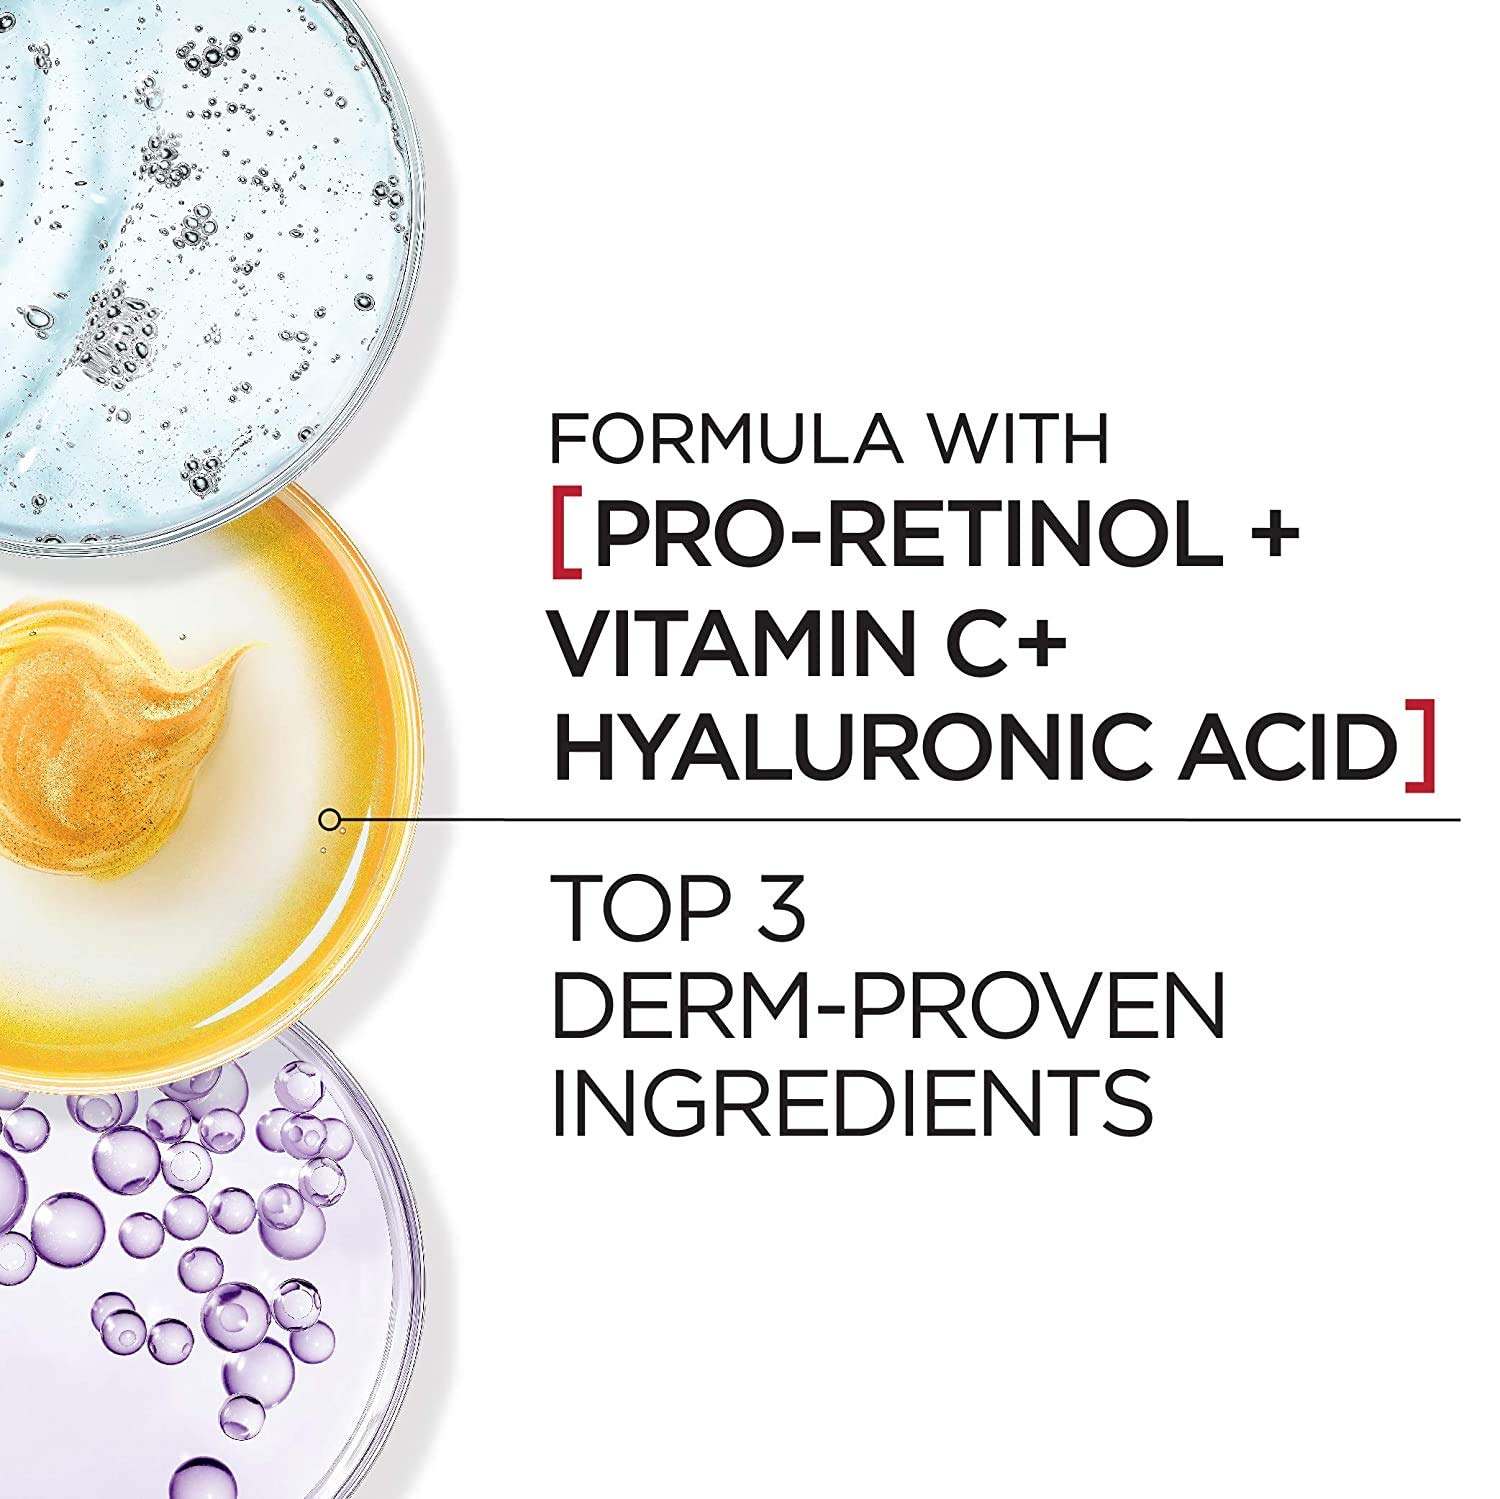 FORMULA WITH
[PRO-RETINOL +
VITAMIN C+
HYALURONIC ACID]
TOP 3
DERM-PROVEN
INGREDIENTS